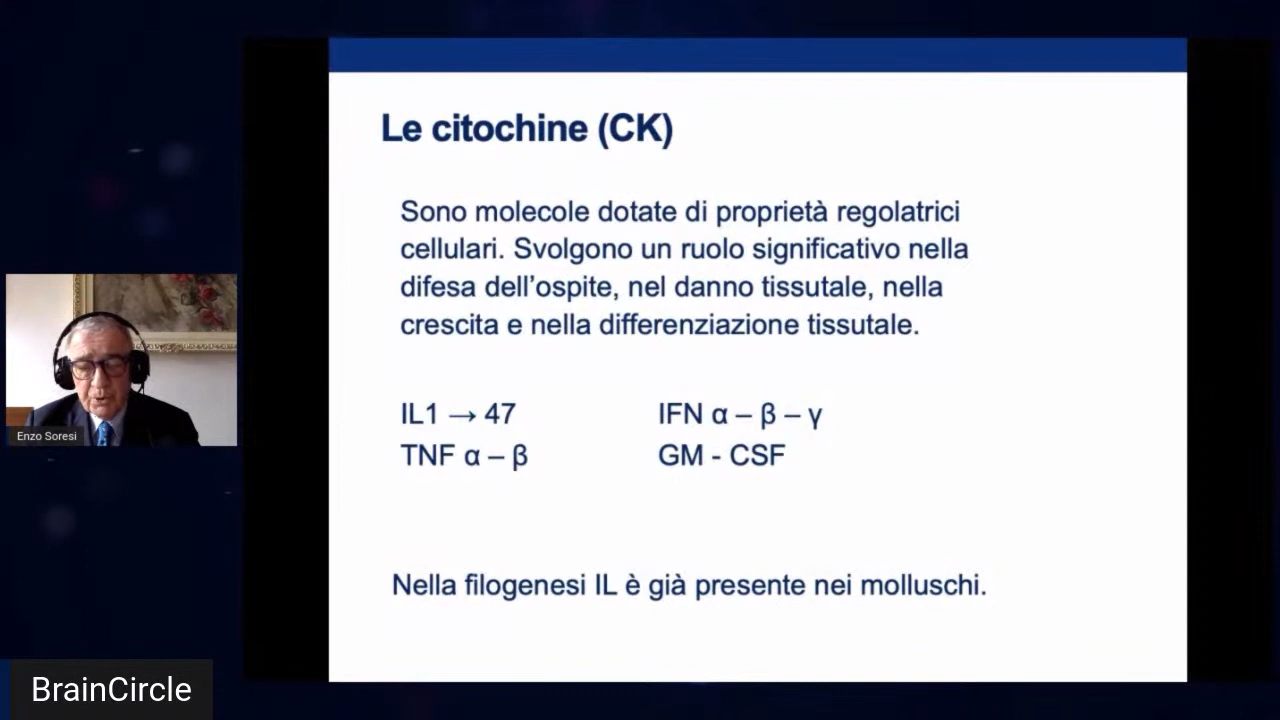 Le citochine (CK)
Sono molecole dotate di proprietà regolatrici
cellulari. Svolgono un ruolo significativo nella
difesa dell’ospite, nel danno tissutale, nella
crescita e nella differenziazione tissutale.
IL1 → 47
IFN α – β – γ
TNF α – β
GM - CSF
Nella filogenesi IL è già presente nei molluschi.
Enzo Soresi
BrainCircle